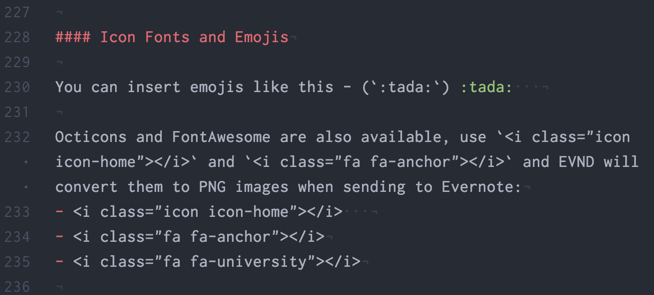 227 ¬
228 #### Icon Fonts and Emojis¬
229 ¬
230 You can insert emojis like this - (`:tada:`) :tada:···¬
231 ¬
232 Octicons and FontAwesome are also available, use `<i class="icon
• icon-home"></i>` and `<i class="fa fa-anchor"></i>` and EVND will
• convert them to PNG images when sending to Evernote:¬
233 - <i class="icon icon-home"></i>···¬
234 - <i class="fa fa-anchor"></i>¬
235 - <i class="fa fa-university"></i>¬
236 ¬